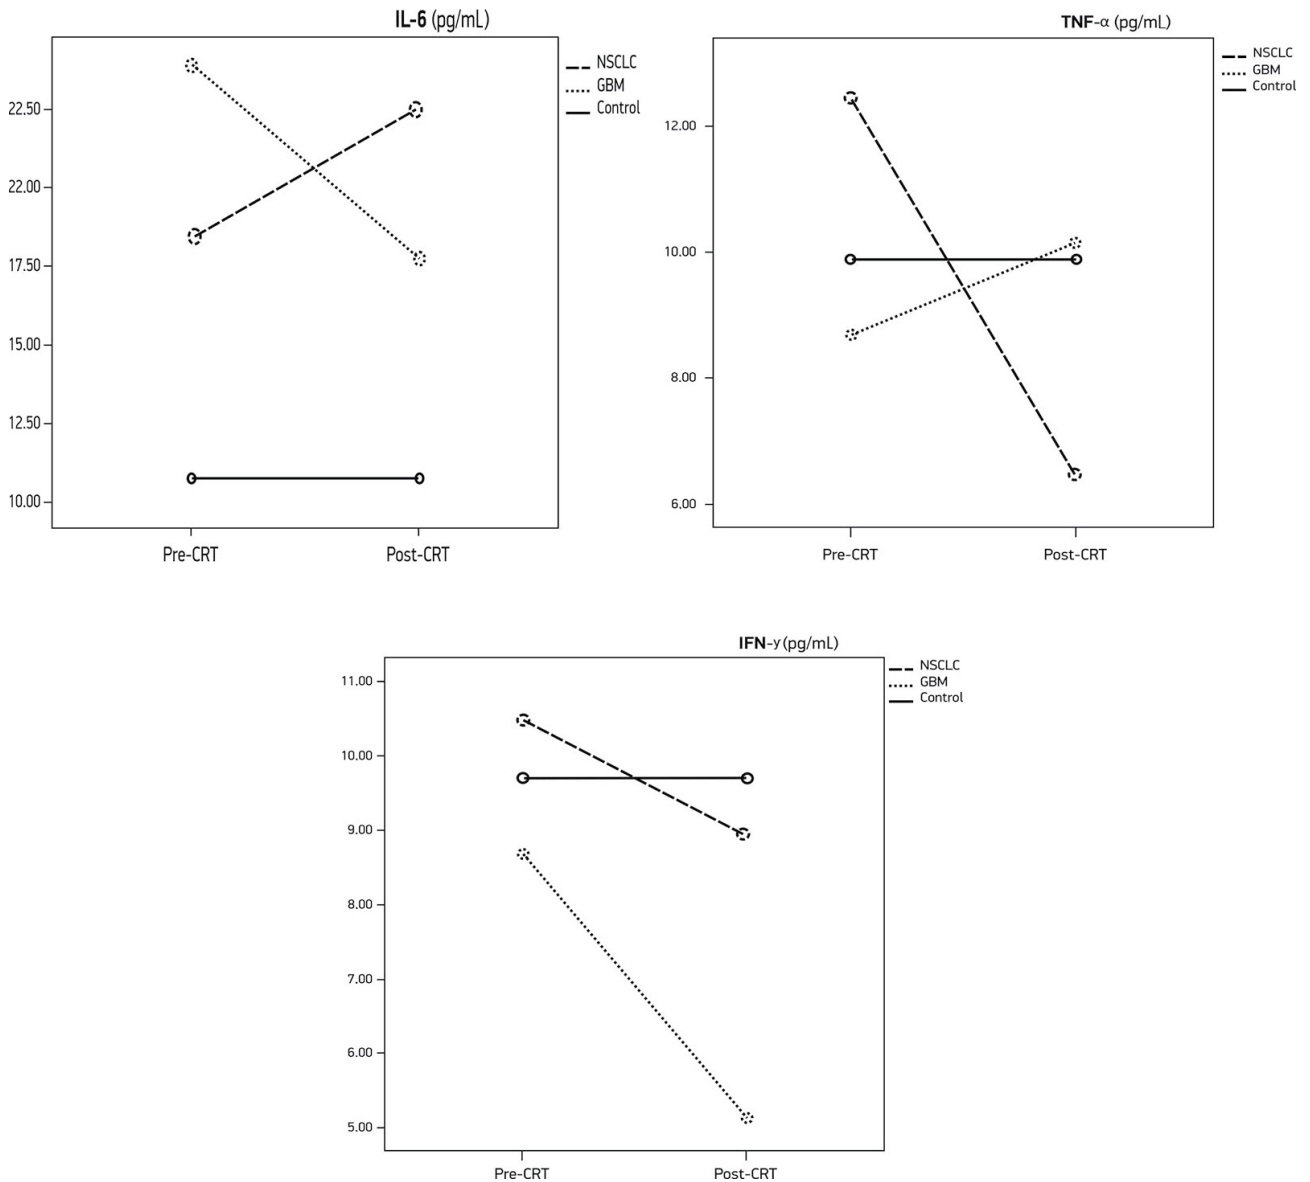 IL-6 (pg/mL)
NSCLC
GBM
Control
22.50
22.00
17.50
15.00
12.50
10.00
Pre-CRT Post-CRT
TNF-α (pg/mL)
NSCLC
GBM
Control
12.00
10.00
8.00
6.00
Pre-CRT Post-CRT
IFN-y (pg/mL)
NSCLC
GBM
Control
11.00
10.00
9.00
8.00
7.00
6.00
5.00
Pre-CRT Post-CRT